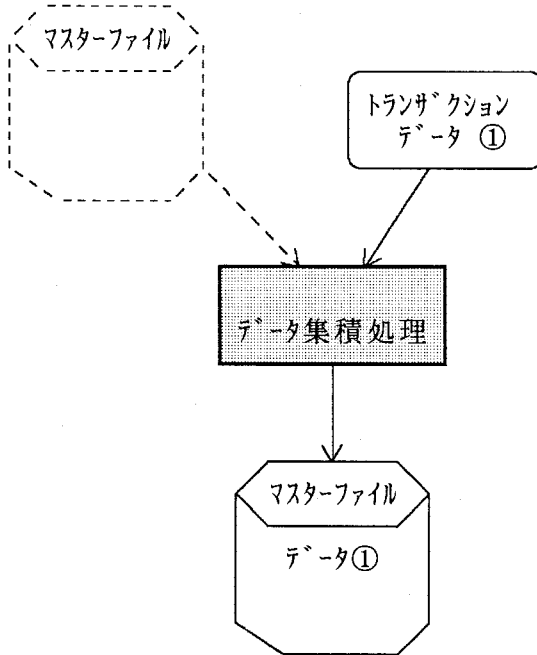 マスターファイル
トランザクション
データ ①
データ集積処理
マスターファイル
データ①